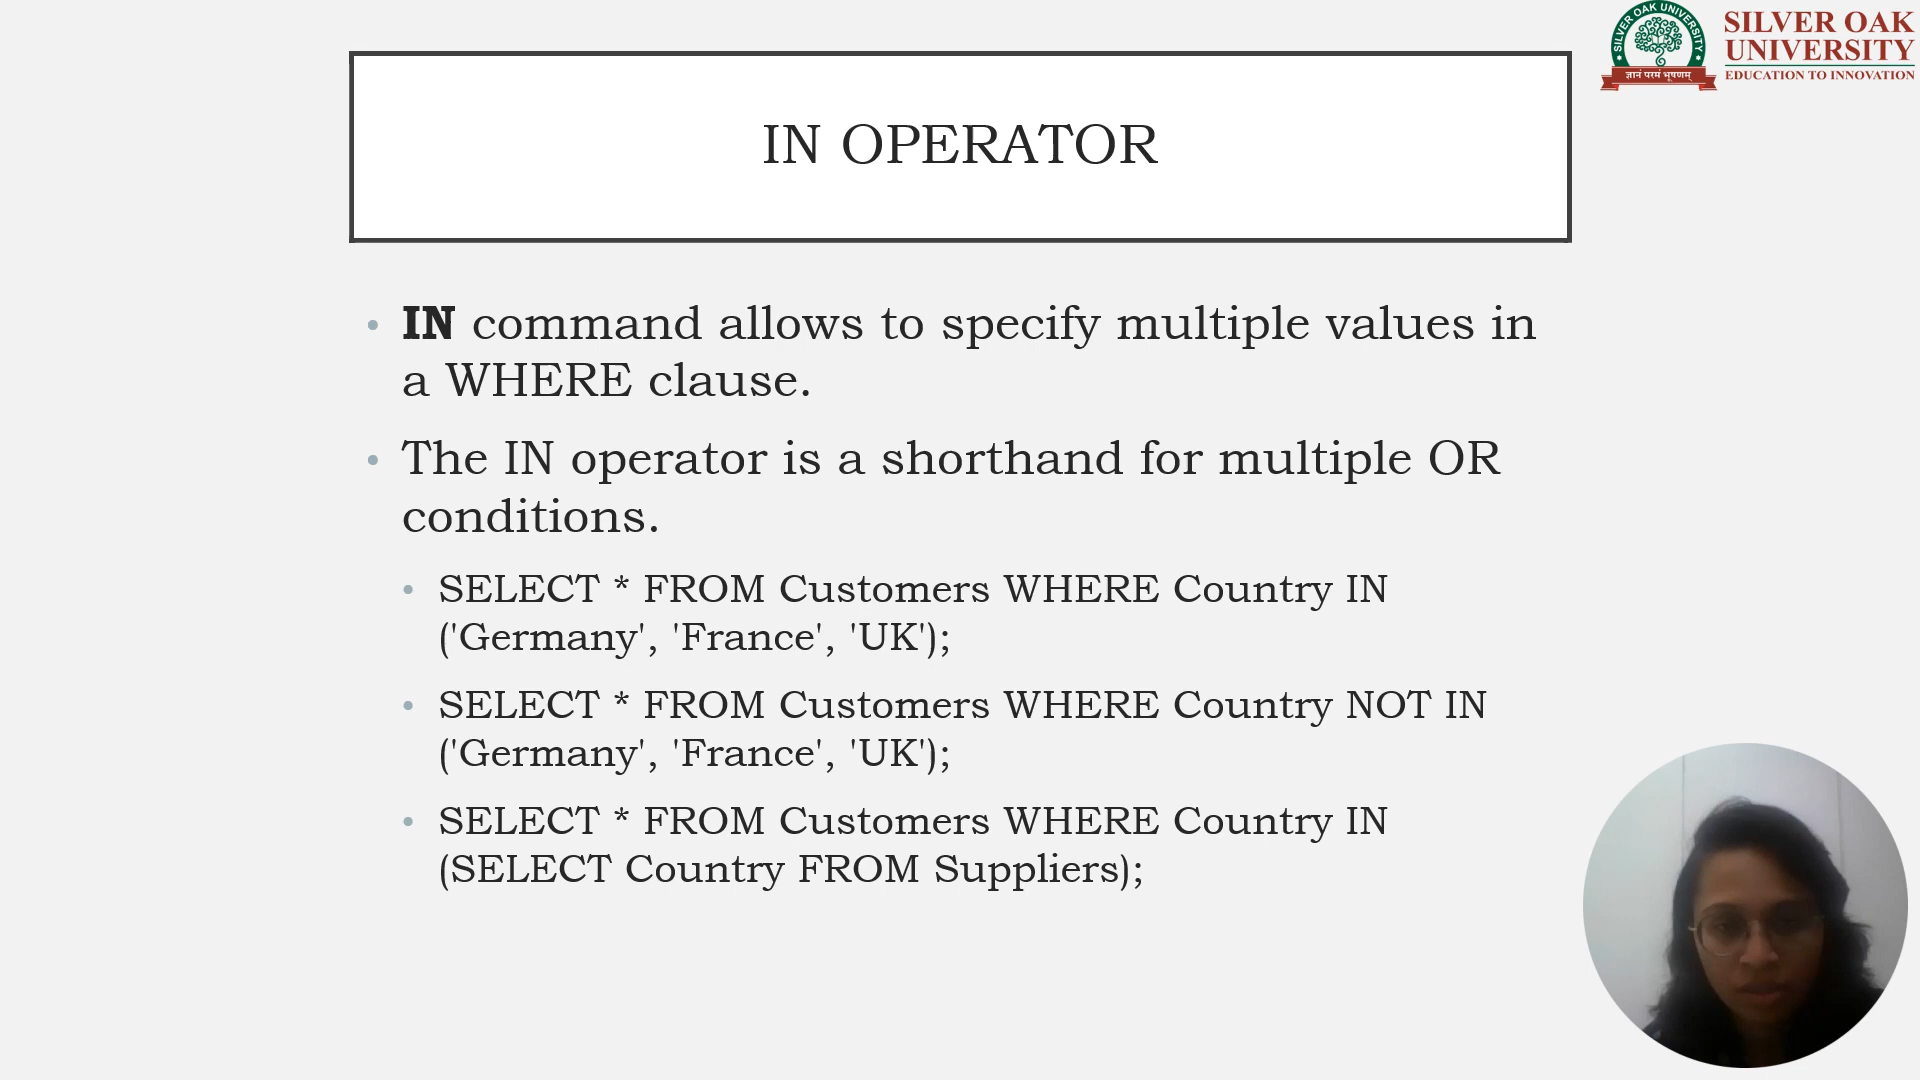 SILVER OAK UNIVERSITY
ज्ञानं परमं भूषणम्
SILVER OAK
UNIVERSITY
EDUCATION TO INNOVATION
IN OPERATOR
• IN command allows to specify multiple values in
a WHERE clause.
• The IN operator is a shorthand for multiple OR
conditions.
• SELECT * FROM Customers WHERE Country IN
('Germany', 'France', 'UK');
• SELECT * FROM Customers WHERE Country NOT IN
('Germany', 'France', 'UK');
• SELECT * FROM Customers WHERE Country IN
(SELECT Country FROM Suppliers);